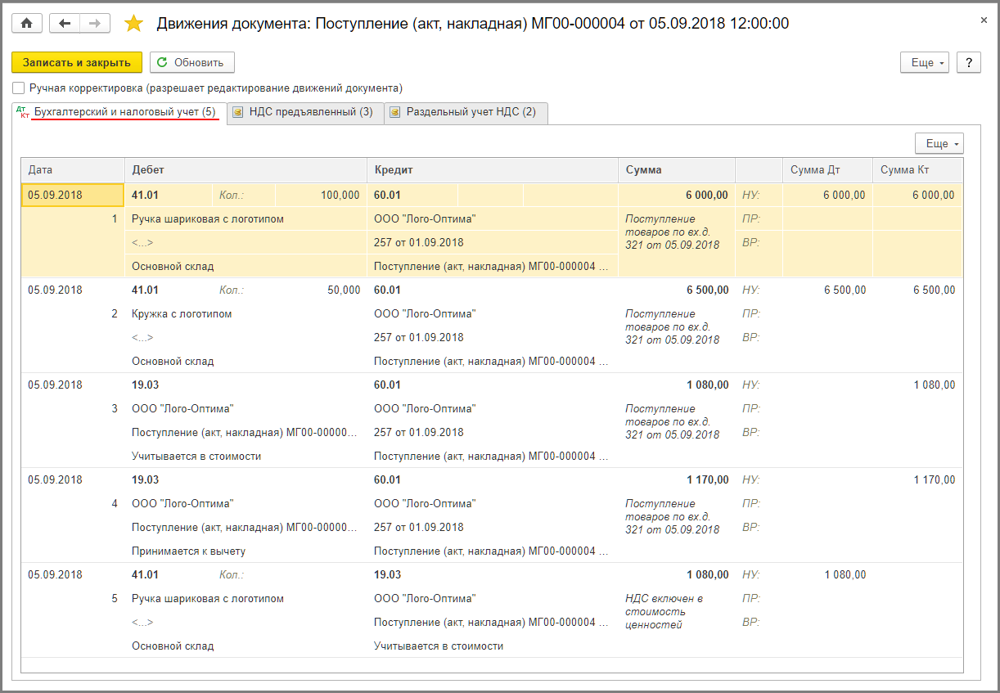 Движения документа: Поступление (акт, накладная) МГ00-000004 от 05.09.2018 12:00:00
Записать и закрыть Обновить Еще ?
Ручная корректировка (разрешает редактирование движений документа)
Дт Кт Бухгалтерский и налоговый учет (5) НДС предъявленный (3) Раздельный учет НДС (2)
Еще
Дата Дебет Кредит Сумма Сумма Дт Сумма Кт
05.09.2018 41.01 Кол.: 100,000 60.01 6 000,00 НУ: 6 000,00 6 000,00
1 Ручка шариковая с логотипом ООО "Лого-Оптима" Поступление ПР:
товаров по вх.д.
<...> 257 от 01.09.2018 321 от 05.09.2018 ВР:
Основной склад Поступление (акт, накладная) МГ00-000004 ...
05.09.2018 41.01 Кол.: 50,000 60.01 6 500,00 НУ: 6 500,00 6 500,00
2 Кружка с логотипом ООО "Лого-Оптима" Поступление ПР:
товаров по вх.д.
<...> 257 от 01.09.2018 321 от 05.09.2018 ВР:
Основной склад Поступление (акт, накладная) МГ00-000004 ...
05.09.2018 19.03 60.01 1 080,00 НУ: 1 080,00
3 ООО "Лого-Оптима" ООО "Лого-Оптима" Поступление ПР:
товаров по вх.д.
Поступление (акт, накладная) МГ00-00000... 257 от 01.09.2018 321 от 05.09.2018 ВР:
Учитывается в стоимости Поступление (акт, накладная) МГ00-000004 ...
05.09.2018 19.03 60.01 1 170,00 НУ: 1 170,00
4 ООО "Лого-Оптима" ООО "Лого-Оптима" Поступление ПР:
товаров по вх.д.
Поступление (акт, накладная) МГ00-00000... 257 от 01.09.2018 321 от 05.09.2018 ВР:
Принимается к вычету Поступление (акт, накладная) МГ00-000004 ...
05.09.2018 41.01 Кол.: 19.03 1 080,00 НУ: 1 080,00
5 Ручка шариковая с логотипом ООО "Лого-Оптима" НДС включен в ПР:
стоимость
<...> Поступление (акт, накладная) МГ00-000004 ... ценностей ВР:
Основной склад Учитывается в стоимости